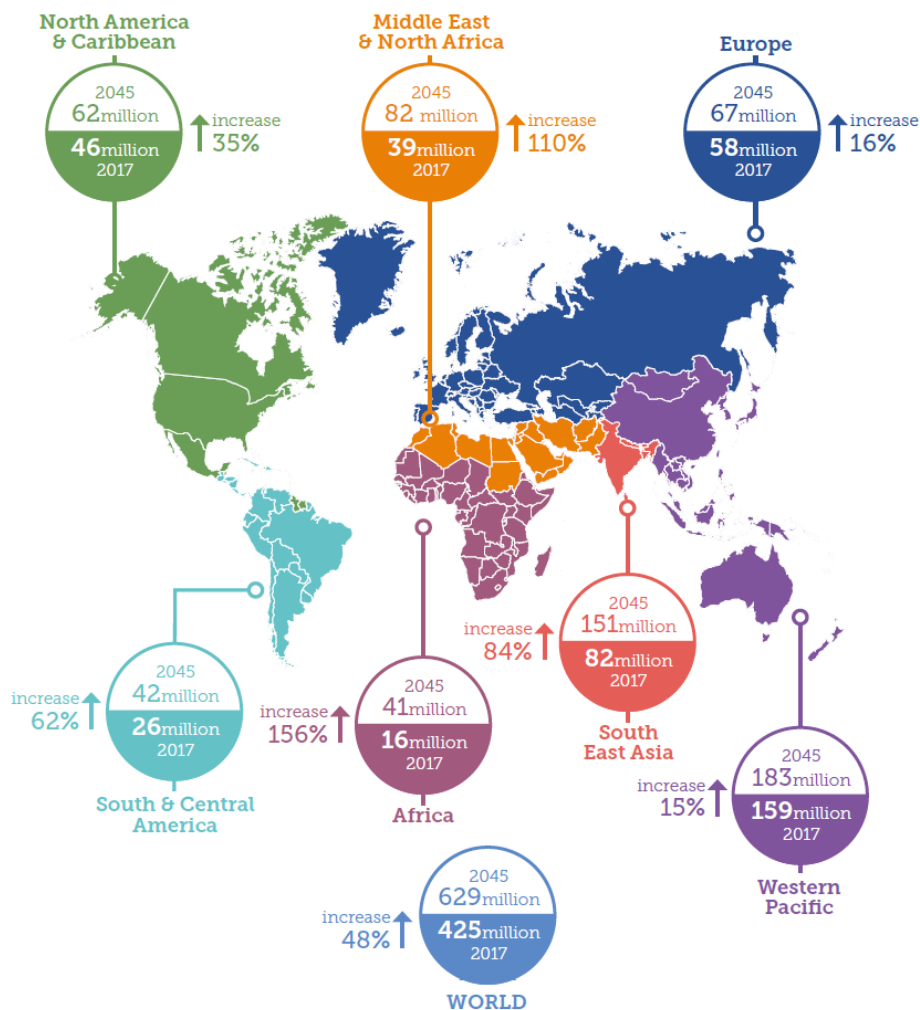 North America
& Caribbean
2045
62million
46million
2017
increase
35%
Middle East
& North Africa
2045
82 million
39million
2017
increase
110%
Europe
2045
67million
58million
2017
increase
16%
2045
42million
26million
2017
increase
62%
South & Central
America
2045
41million
16million
2017
increase
156%
Africa
2045
151million
82million
2017
increase
84%
South
East Asia
2045
183million
159million
2017
increase
15%
Western
Pacific
2045
629million
425million
2017
increase
48%
WORLD